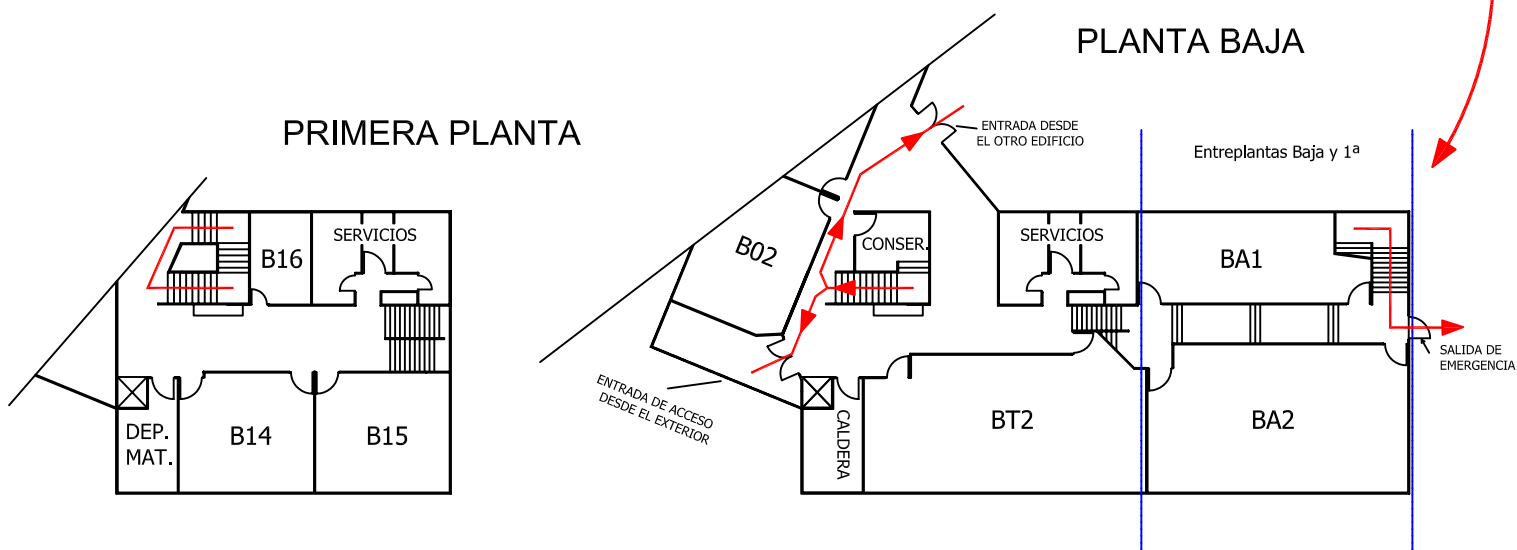 PLANTA BAJA
PRIMERA PLANTA
ENTRADA DESDE
EL OTRO EDIFICIO
Entreplantas Baja y 1ª
SERVICIOS
B16
B02
CONSER.
SERVICIOS
BA1
SALIDA DE
EMERGENCIA
ENTRADA DE ACCESO
DESDE EL EXTERIOR
DEP.
MAT.
B14
B15
CALDERA
BT2
BA2